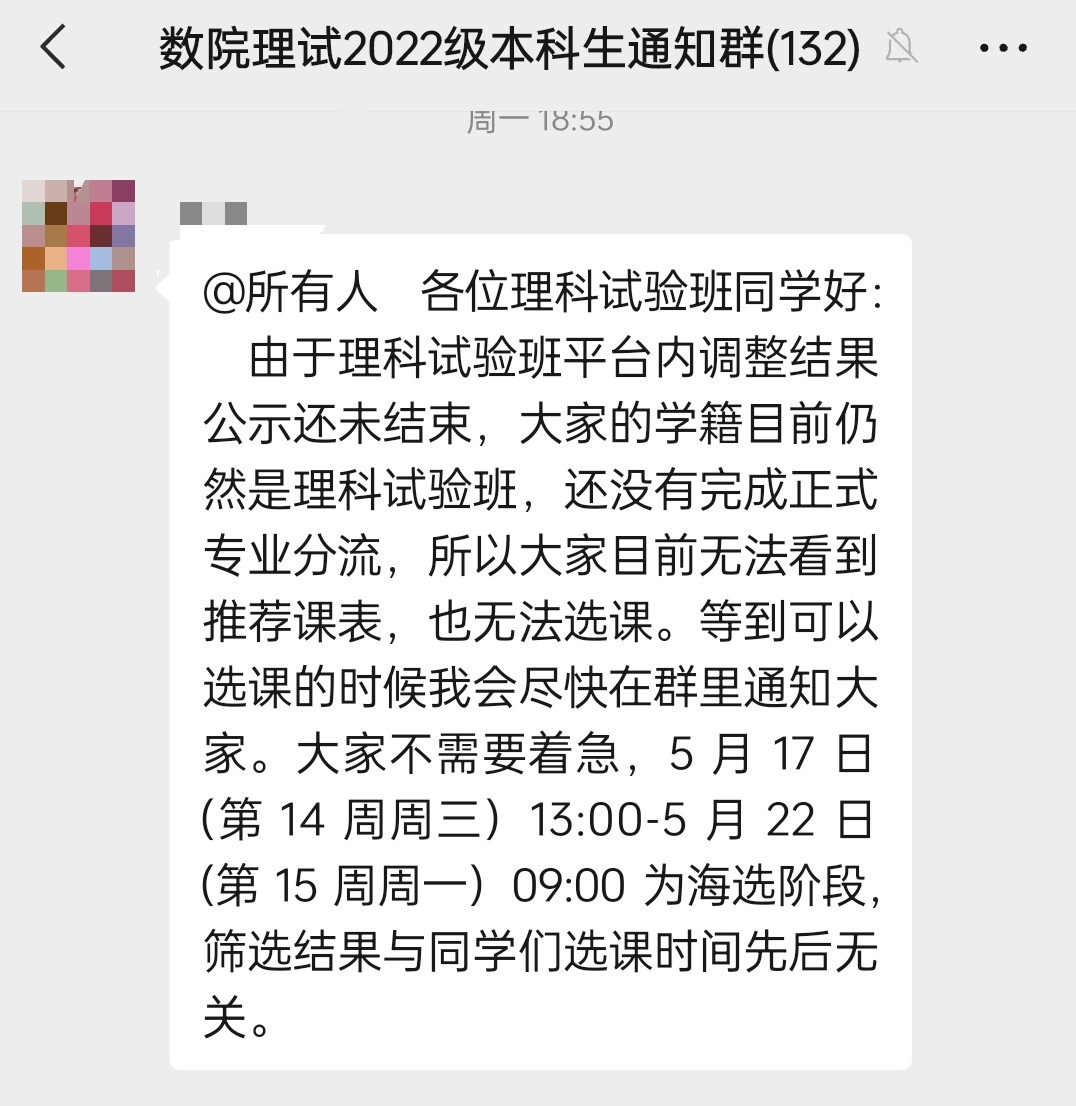 数院理试2022级本科生通知群(132)
周一 18:55
@所有人 各位理科试验班同学好:
由于理科试验班平台内调整结果
公示还未结束，大家的学籍目前仍
然是理科试验班，还没有完成正式
专业分流，所以大家目前无法看到
推荐课表，也无法选课。等到可以
选课的时候我会尽快在群里通知大
家。大家不需要着急，5 月 17 日
(第 14 周周三）13:00-5 月 22 日
(第 15 周周一）09:00 为海选阶段,
筛选结果与同学们选课时间先后无
关。